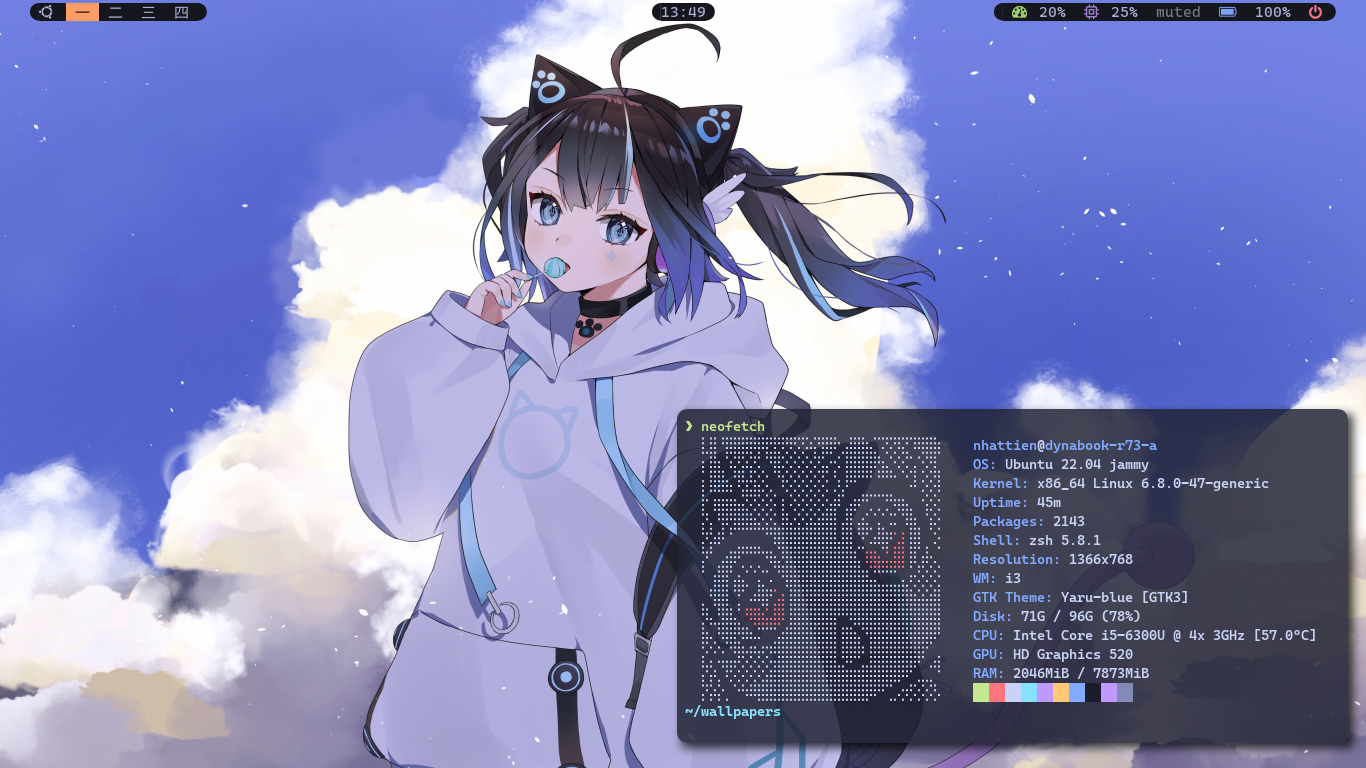 一 二 三 四
13:49
20% 25% muted 100%
❯ neofetch
nhattien@dynabook-r73-a
OS: Ubuntu 22.04 jammy
Kernel: x86_64 Linux 6.8.0-47-generic
Uptime: 45m
Packages: 2143
Shell: zsh 5.8.1
Resolution: 1366x768
WM: i3
GTK Theme: Yaru-blue [GTK3]
Disk: 71G / 96G (78%)
CPU: Intel Core i5-6300U @ 4x 3GHz [57.0°C]
GPU: HD Graphics 520
RAM: 2046MiB / 7873MiB
~/wallpapers